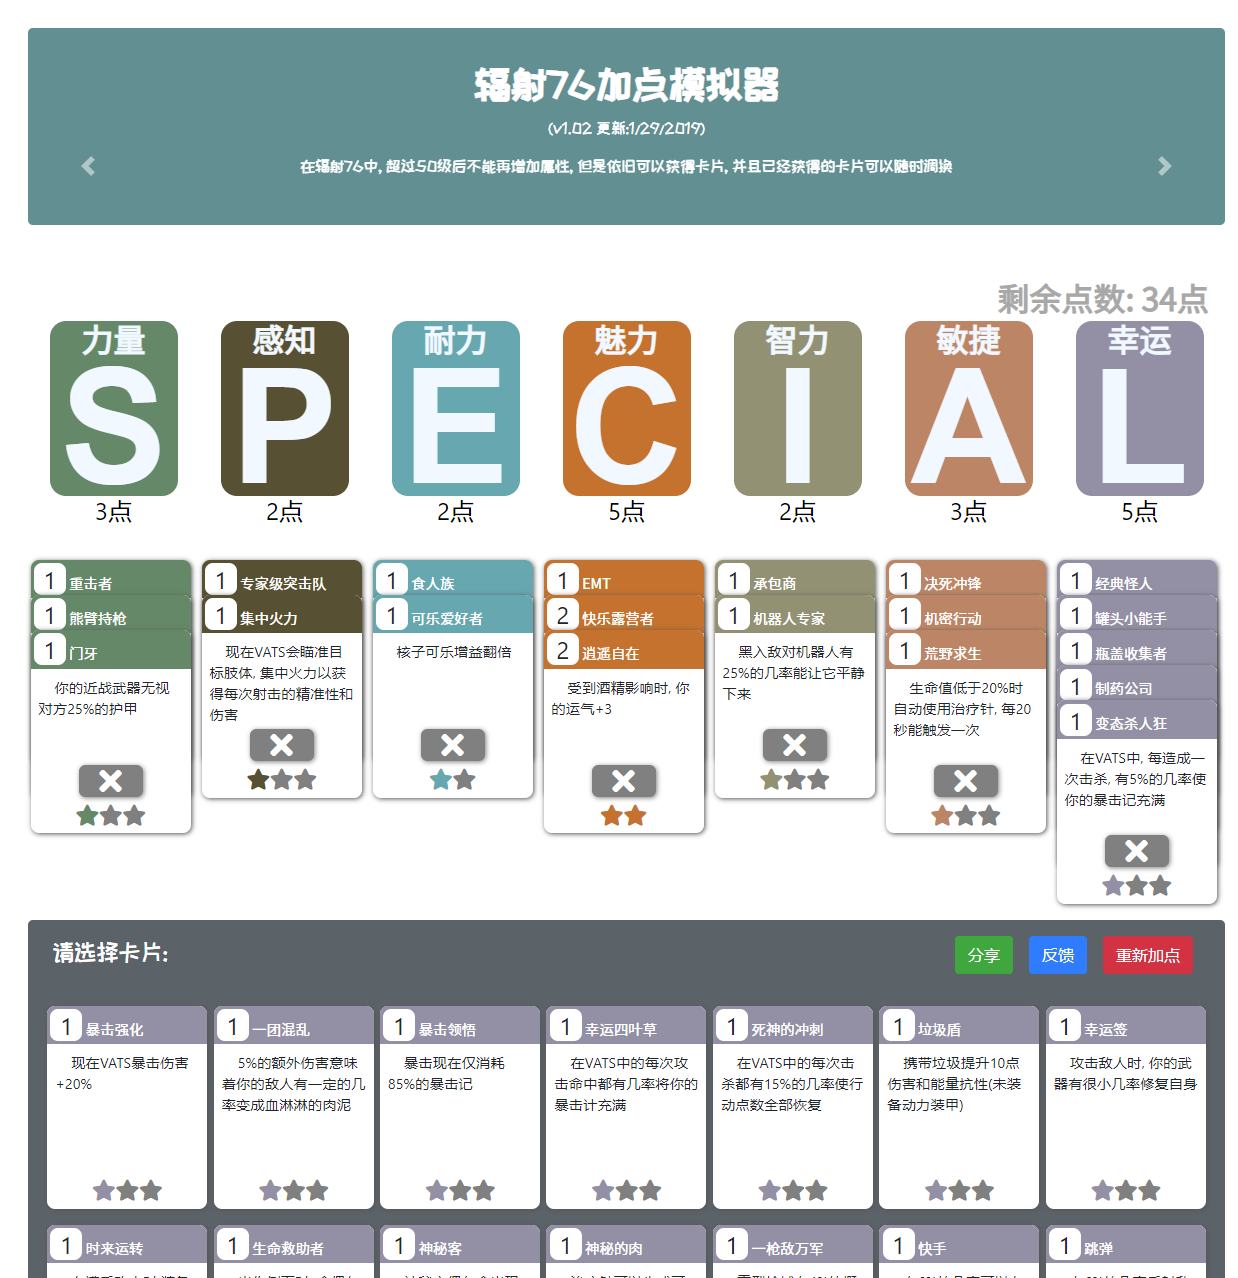 辐射76加点模拟器
(v1.02 更新:1/29/2019)
在辐射76中, 超过50级后不能再增加属性, 但是依旧可以获得卡片, 并且已经获得的卡片可以随时调换
剩余点数: 34点
力量 感知 耐力 魅力 智力 敏捷 幸运
S P E C I A L
3点 2点 2点 5点 2点 3点 5点
1 重击者
1 熊臂持枪
1 门牙
你的近战武器无视
对方25%的护甲
1 专家级突击队
1 集中火力
现在VATS会瞄准目
标肢体, 集中火力以获
得每次射击的精准性和
伤害
1 食人族
1 可乐爱好者
核子可乐增益翻倍
1 EMT
2 快乐露营者
2 逍遥自在
受到酒精影响时, 你
的运气+3
1 承包商
1 机器人专家
黑入敌对机器人有
25%的几率能让它平静
下来
1 决死冲锋
1 机密行动
1 荒野求生
生命值低于20%时
自动使用治疗针, 每20
秒能触发一次
1 经典怪人
1 罐头小能手
1 瓶盖收集者
1 制药公司
1 变态杀人狂
在VATS中, 每造成一
次击杀, 有5%的几率使
你的暴击记充满
请选择卡片:
分享 反馈 重新加点
1 暴击强化
现在VATS暴击伤害
+20%
1 一团混乱
5%的额外伤害意味
着你的敌人有一定的几
率变成血淋淋的肉泥
1 暴击领悟
暴击现在仅消耗
85%的暴击记
1 幸运四叶草
在VATS中的每次攻
击命中都有几率将你的
暴击计充满
1 死神的冲刺
在VATS中的每次击
杀都有15%的几率使行
动点数全部恢复
1 垃圾盾
携带垃圾提升10点
伤害和能量抗性(未装
备动力装甲)
1 幸运签
攻击敌人时, 你的武
器有很小几率修复自身
1 时来运转
1 生命救助者
1 神秘客
1 神秘的肉
1 一枪敌万军
1 快手
1 跳弹